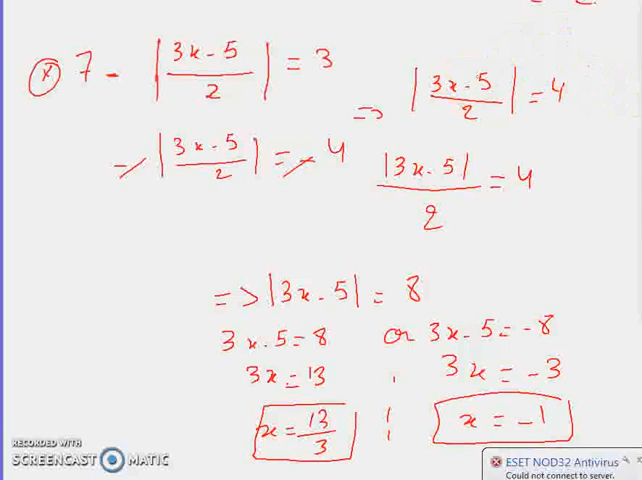 (*) 7 - |(3x-5)/2| = 3
-|(3x-5)/2| = -4
=> |(3x-5)/2| = 4
|3x-5|/2 = 4
=> |3x-5| = 8
3x-5=8 or 3x-5=-8
3x=13 , 3x=-3
x=13/3 ¦ x=-1
RECORDED WITH
SCREENCAST-O-MATIC
ESET NOD32 Antivirus
Could not connect to server.